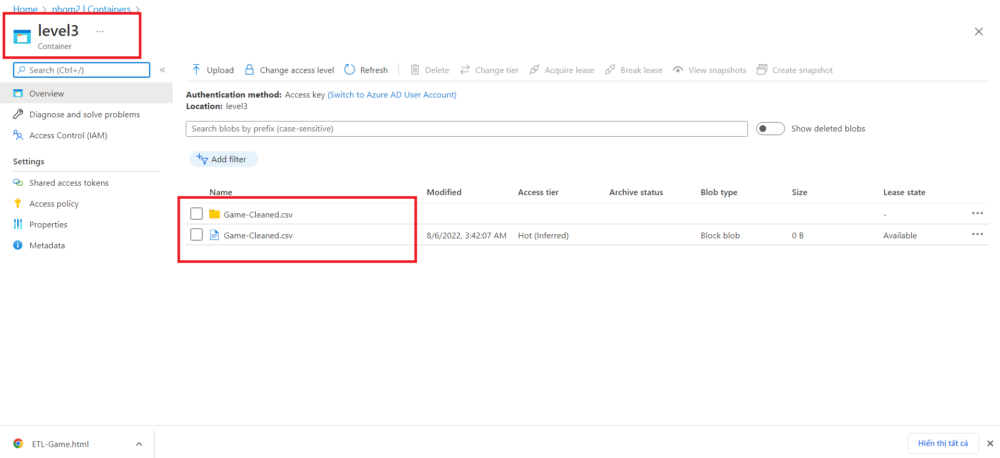 Home > nhom2 | Containers >
level3 ...
Container
Search (Ctrl+/)
«
Overview
Diagnose and solve problems
Access Control (IAM)
Settings
Shared access tokens
Access policy
Properties
Metadata
Upload Change access level Refresh Delete Change tier Acquire lease Break lease View snapshots Create snapshot
Authentication method: Access key (Switch to Azure AD User Account)
Location: level3
Search blobs by prefix (case-sensitive)
Show deleted blobs
Add filter
Name Modified Access tier Archive status Blob type Size Lease state
Game-Cleaned.csv - ...
Game-Cleaned.csv 8/6/2022, 3:42:07 AM Hot (Inferred) Block blob 0 B Available ...
ETL-Game.html
Hiển thị tất cả